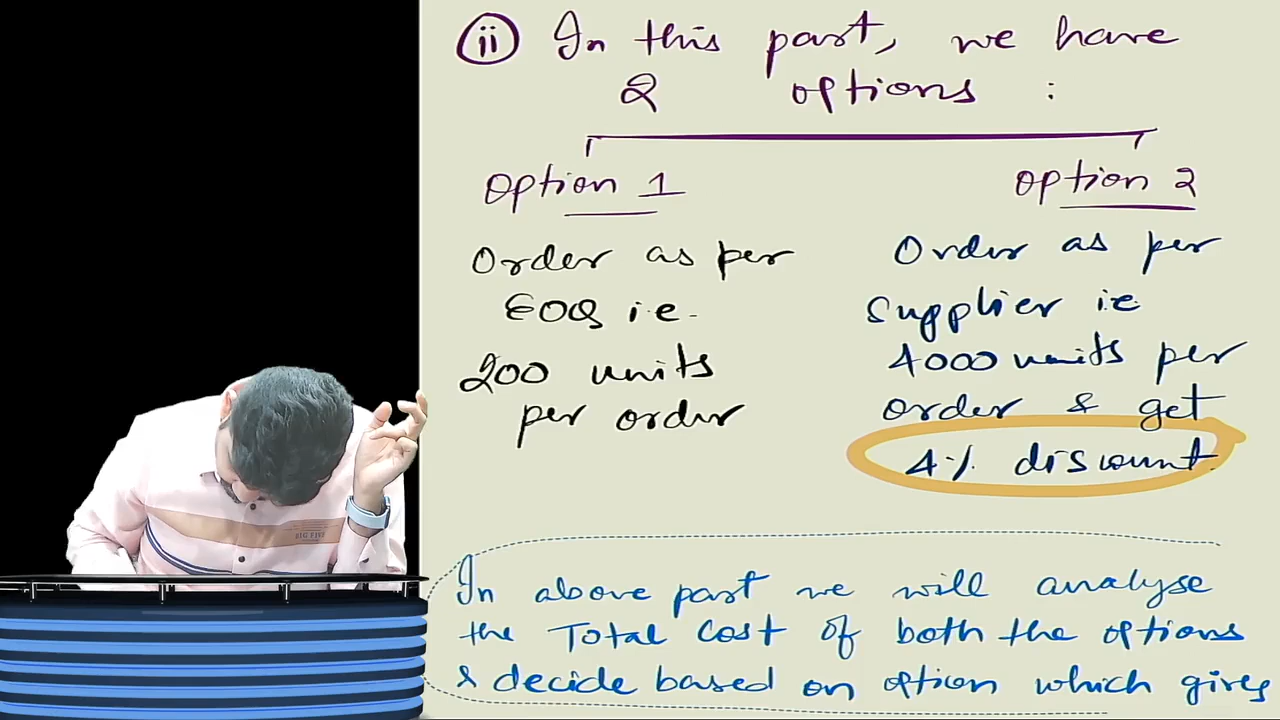 ii In this part, we have
2 options :
Option 1
Order as per
EOQ i.e.
200 units
per order
Option 2
Order as per
Supplier i.e
4000 units per
order & get
4% discount.
In above part we will analyse
the Total Cost of both the options
& decide based on option which gives
BIG FIVE